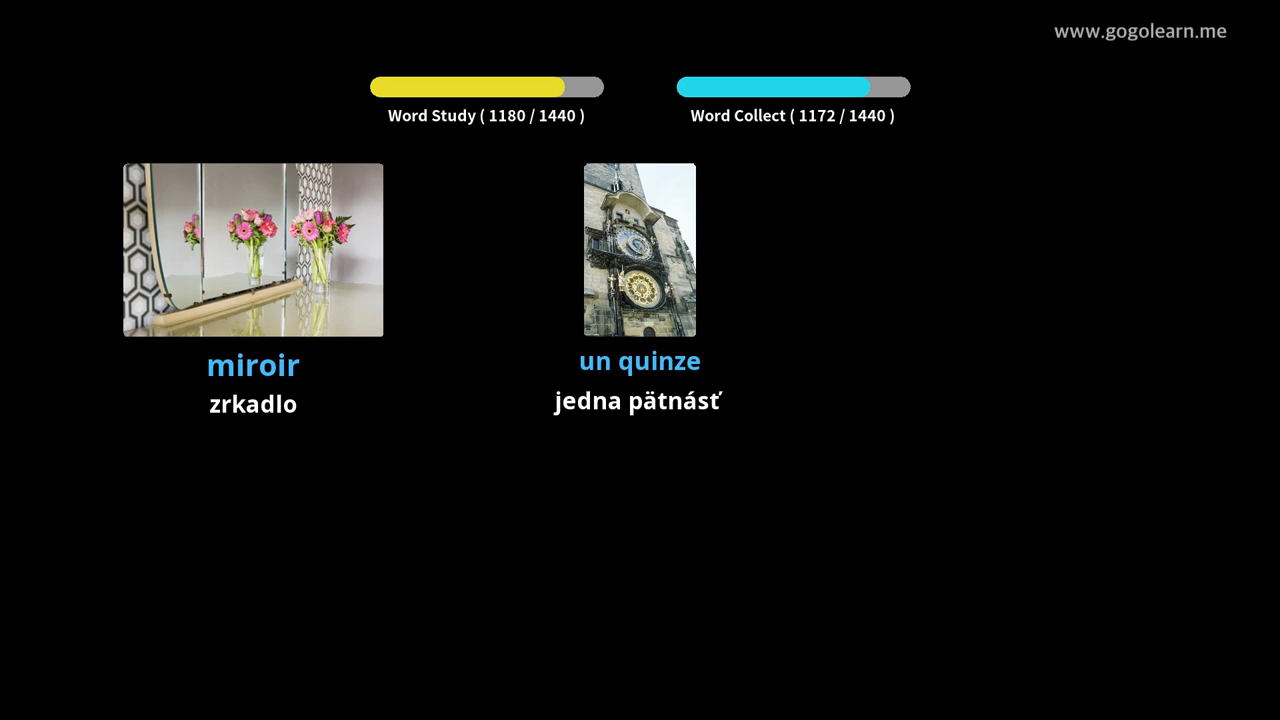 www.gogolearn.me
Word Study ( 1180 / 1440 )
Word Collect ( 1172 / 1440 )
miroir
zrkadlo
un quinze
jedna pätnásť